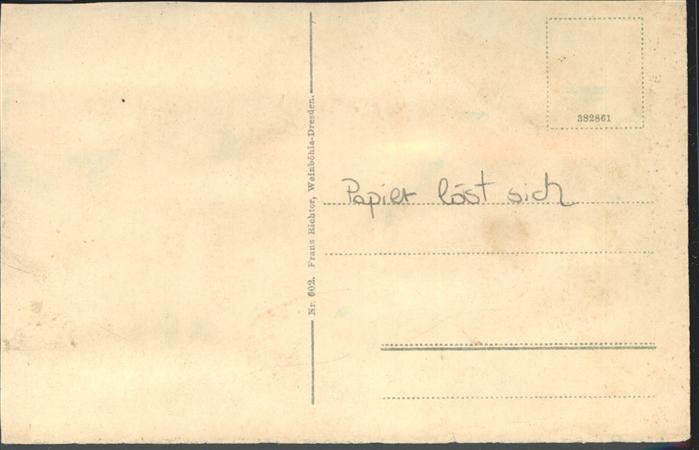 382861
Papier löst sich
Nr. 602. Franz Richter, Weinböhla-Dresden.